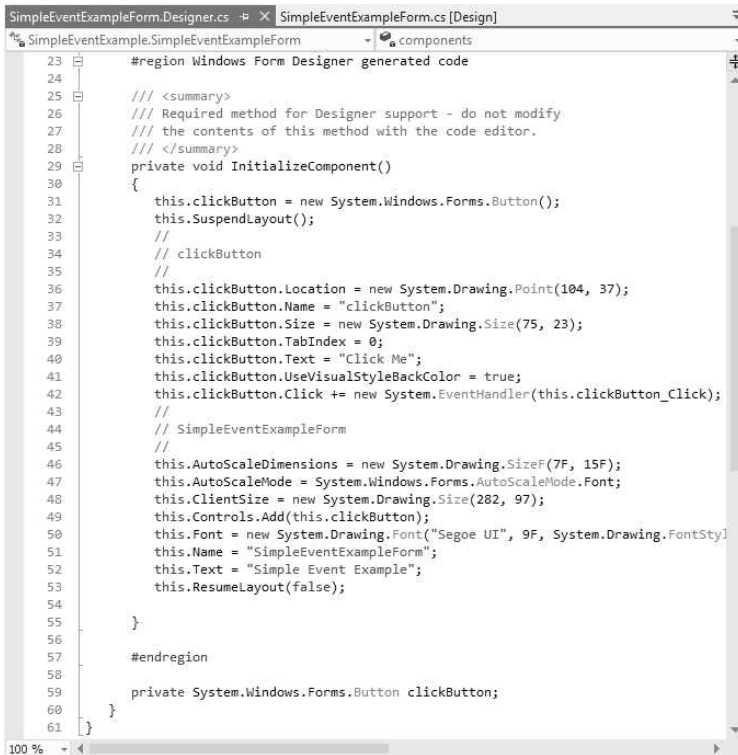 SimpleEventExampleForm.Designer.cs SimpleEventExampleForm.cs [Design]
SimpleEventExample.SimpleEventExampleForm components
23 #region Windows Form Designer generated code
24
25 /// <summary>
26 /// Required method for Designer support - do not modify
27 /// the contents of this method with the code editor.
28 /// </summary>
29 private void InitializeComponent()
30 {
31 this.clickButton = new System.Windows.Forms.Button();
32 this.SuspendLayout();
33 //
34 // clickButton
35 //
36 this.clickButton.Location = new System.Drawing.Point(104, 37);
37 this.clickButton.Name = "clickButton";
38 this.clickButton.Size = new System.Drawing.Size(75, 23);
39 this.clickButton.TabIndex = 0;
40 this.clickButton.Text = "Click Me";
41 this.clickButton.UseVisualStyleBackColor = true;
42 this.clickButton.Click += new System.EventHandler(this.clickButton_Click);
43 //
44 // SimpleEventExampleForm
45 //
46 this.AutoScaleDimensions = new System.Drawing.SizeF(7F, 15F);
47 this.AutoScaleMode = System.Windows.Forms.AutoScaleMode.Font;
48 this.ClientSize = new System.Drawing.Size(282, 97);
49 this.Controls.Add(this.clickButton);
50 this.Font = new System.Drawing.Font("Segoe UI", 9F, System.Drawing.FontStyl
51 this.Name = "SimpleEventExampleForm";
52 this.Text = "Simple Event Example";
53 this.ResumeLayout(false);
54
55 }
56
57 #endregion
58
59 private System.Windows.Forms.Button clickButton;
60 }
61 }
100 %